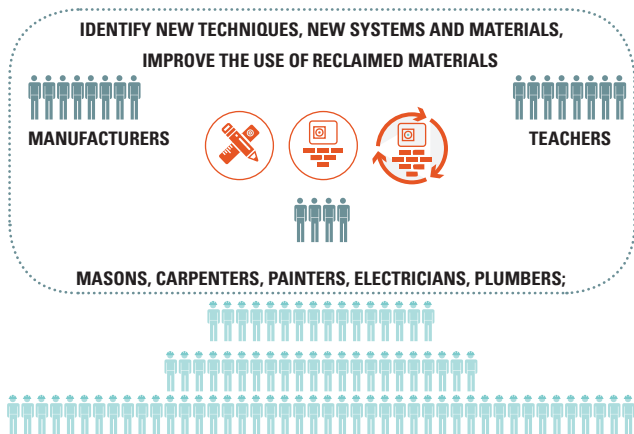 IDENTIFY NEW TECHNIQUES, NEW SYSTEMS AND MATERIALS,
IMPROVE THE USE OF RECLAIMED MATERIALS
MANUFACTURERS
TEACHERS
MASONS, CARPENTERS, PAINTERS, ELECTRICIANS, PLUMBERS;